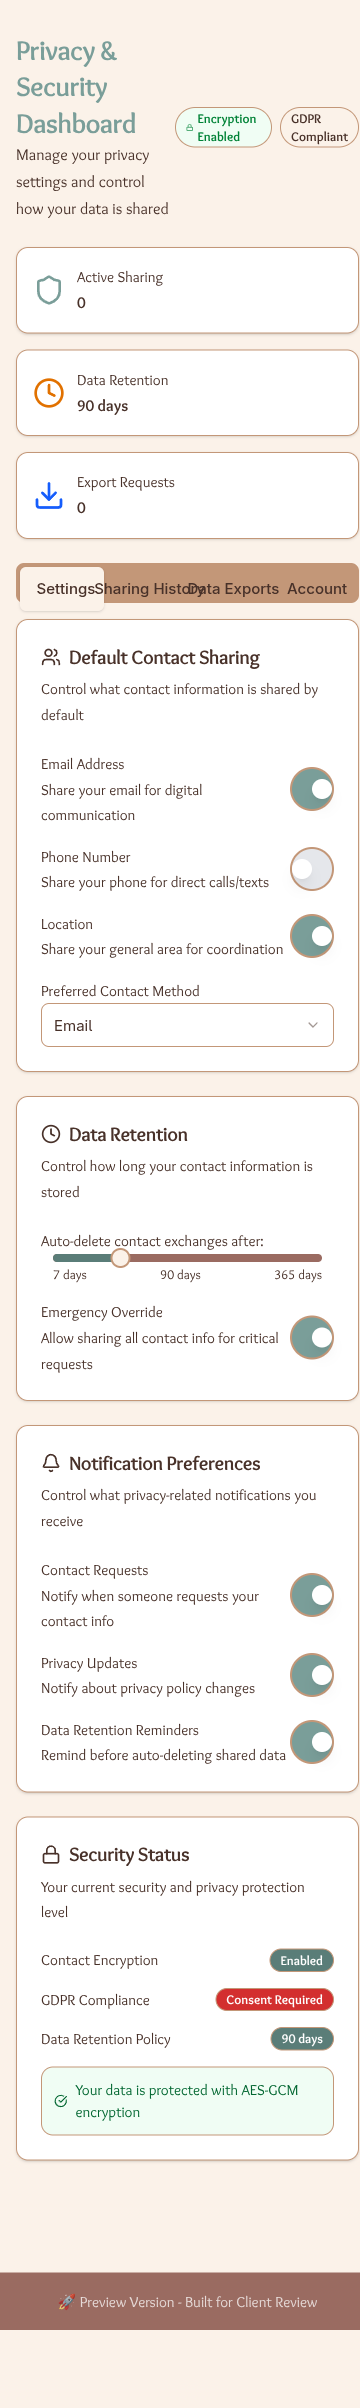 Privacy &
Security
Dashboard
Manage your privacy
settings and control
how your data is shared
Encryption
Enabled
GDPR
Compliant
Active Sharing
0
Data Retention
90 days
Export Requests
0
Settings
Sharing History
Data Exports
Account
Default Contact Sharing
Control what contact information is shared by
default
Email Address
Share your email for digital
communication
Phone Number
Share your phone for direct calls/texts
Location
Share your general area for coordination
Preferred Contact Method
Email
Data Retention
Control how long your contact information is
stored
Auto-delete contact exchanges after:
7 days 90 days 365 days
Emergency Override
Allow sharing all contact info for critical
requests
Notification Preferences
Control what privacy-related notifications you
receive
Contact Requests
Notify when someone requests your
contact info
Privacy Updates
Notify about privacy policy changes
Data Retention Reminders
Remind before auto-deleting shared data
Security Status
Your current security and privacy protection
level
Contact Encryption Enabled
GDPR Compliance Consent Required
Data Retention Policy 90 days
Your data is protected with AES-GCM
encryption
🚀 Preview Version - Built for Client Review